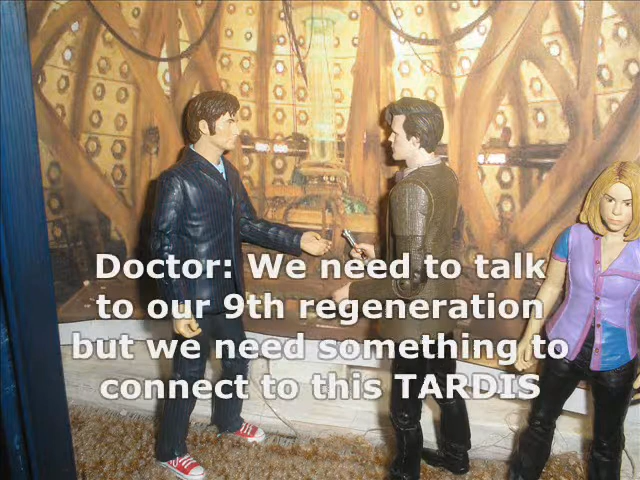 Doctor: We need to talk
to our 9th regeneration
but we need something to
connect to this TARDIS